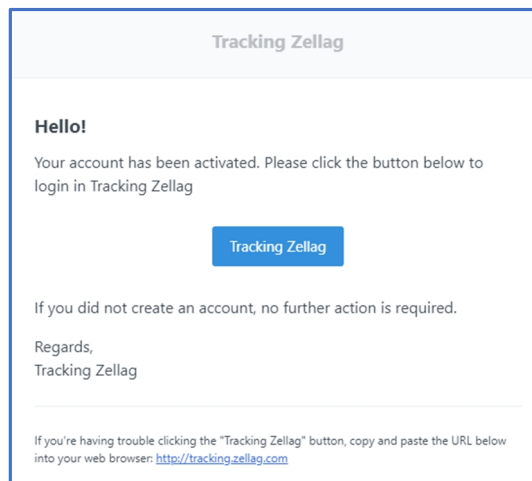 Tracking Zellag
Hello!
Your account has been activated. Please click the button below to
login in Tracking Zellag
Tracking Zellag
If you did not create an account, no further action is required.
Regards,
Tracking Zellag
If you're having trouble clicking the "Tracking Zellag" button, copy and paste the URL below
into your web browser: http://tracking.zellag.com